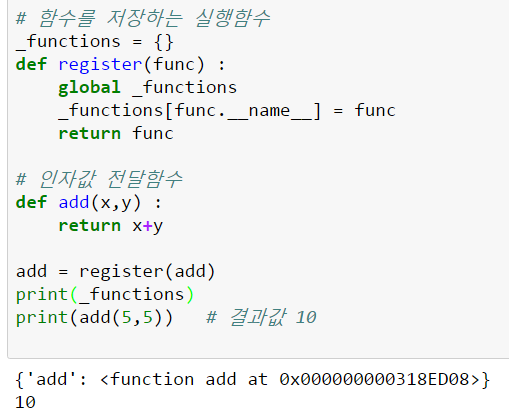 # 함수를 저장하는 실행함수
_functions = {}
def register(func) :
    global _functions
    _functions[func.__name__] = func
    return func
# 인자값 전달함수
def add(x,y) :
    return x+y
add = register(add)
print(_functions)
print(add(5,5))   # 결과값 10
{'add': <function add at 0x000000000318ED08>}
10